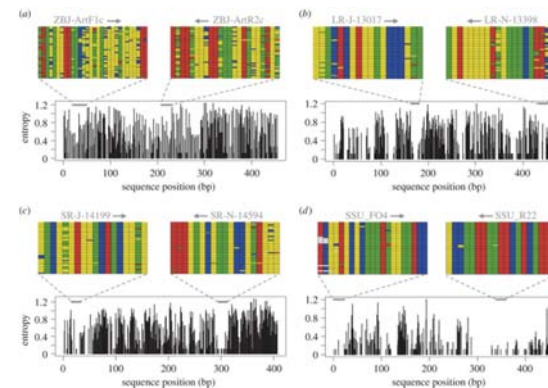 (a) ZBJ-ArtF1c ZBJ-ArtR2c
entropy
1.2
0.8
0.4
0
0 100 200 300 400
sequence position (bp)
(b) LR-J-13017 LR-N-13398
1.2
0.8
0.4
0
0 100 200 300 400
sequence position (bp)
(c) SR-J-14199 SR-N-14594
entropy
1.2
0.8
0.4
0
0 100 200 300 400
sequence position (bp)
(d) SSU_FO4 SSU_R22
1.2
0.8
0.4
0
0 100 200 300 400
sequence position (bp)